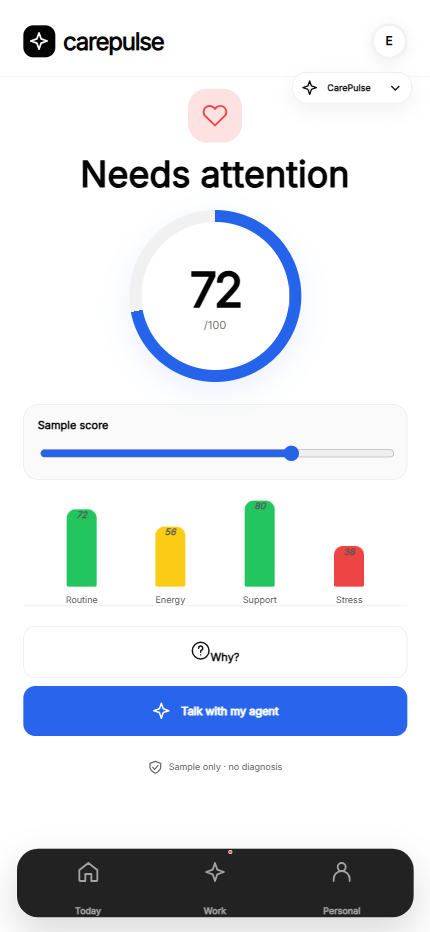 carepulse
E
CarePulse
Needs attention
72
/100
Sample score
72
56
80
38
Routine
Energy
Support
Stress
Why?
Talk with my agent
Sample only · no diagnosis
Today
Work
Personal